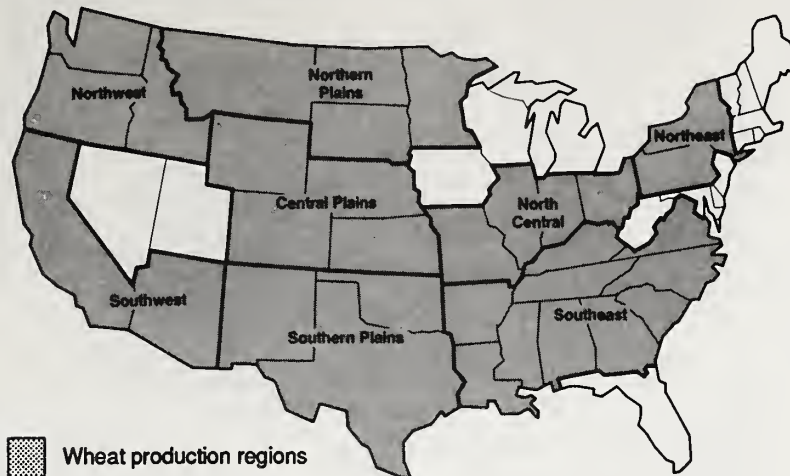 Northern
Plains
Northwest
Northeast
Central Plains
North
Central
Southwest
Southeast
Southern Plains
Wheat production regions